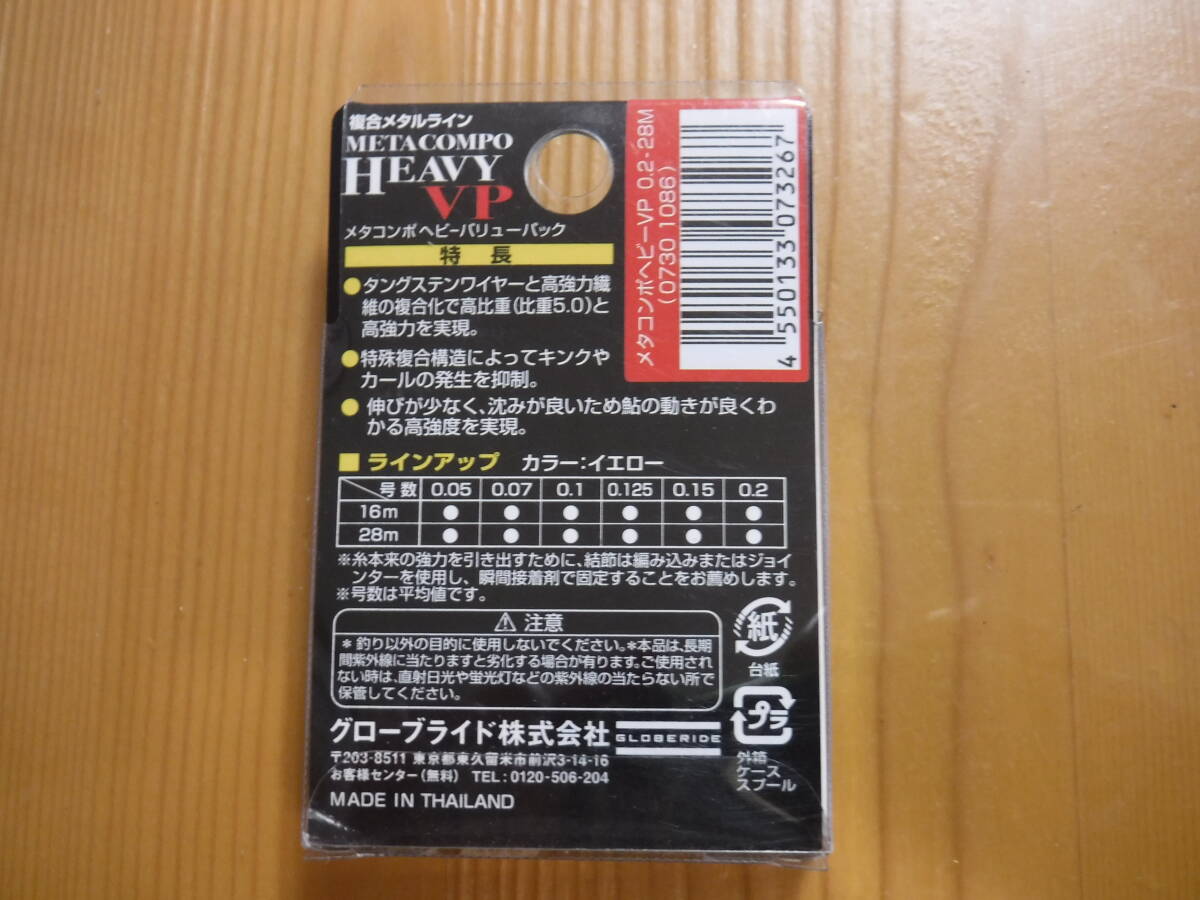 複合メタルライン
METACOMPO
HEAVY
VP
メタコンポヘビーバリューパック
メタコンポヘビーVP 0.2-28M
(0730 1086)
4 550133 073267
特長
●タングステンワイヤーと高強力繊
維の複合化で高比重(比重5.0)と
高強力を実現。
●特殊複合構造によってキンクや
カールの発生を抑制。
● 伸びが少なく、沈みが良いため鮎の動きが良くわ
かる高強度を実現。
■ ラインアップ カラー:イエロー
号数 0.05 0.07 0.1 0.125 0.15 0.2
16m ● ● ● ● ● ●
28m ● ● ● ● ● ●
※糸本来の強力を引き出すために、結節は編み込みまたはジョイ
ンターを使用し、瞬間接着剤で固定することをお薦めします。
※号数は平均値です。
⚠ 注意
＊釣り以外の目的に使用しないでください。＊本品は、長期
間紫外線に当たりますと劣化する場合が有ります。ご使用され
ない時は、直射日光や蛍光灯などの紫外線の当たらない所で
保管してください。
紙
台紙
プラ
外箱
ケース
スプール
グローブライド株式会社 GLOBERIDE
〒203-8511 東京都東久留米市前沢3-14-16
お客様センター(無料) TEL:0120-506-204
MADE IN THAILAND